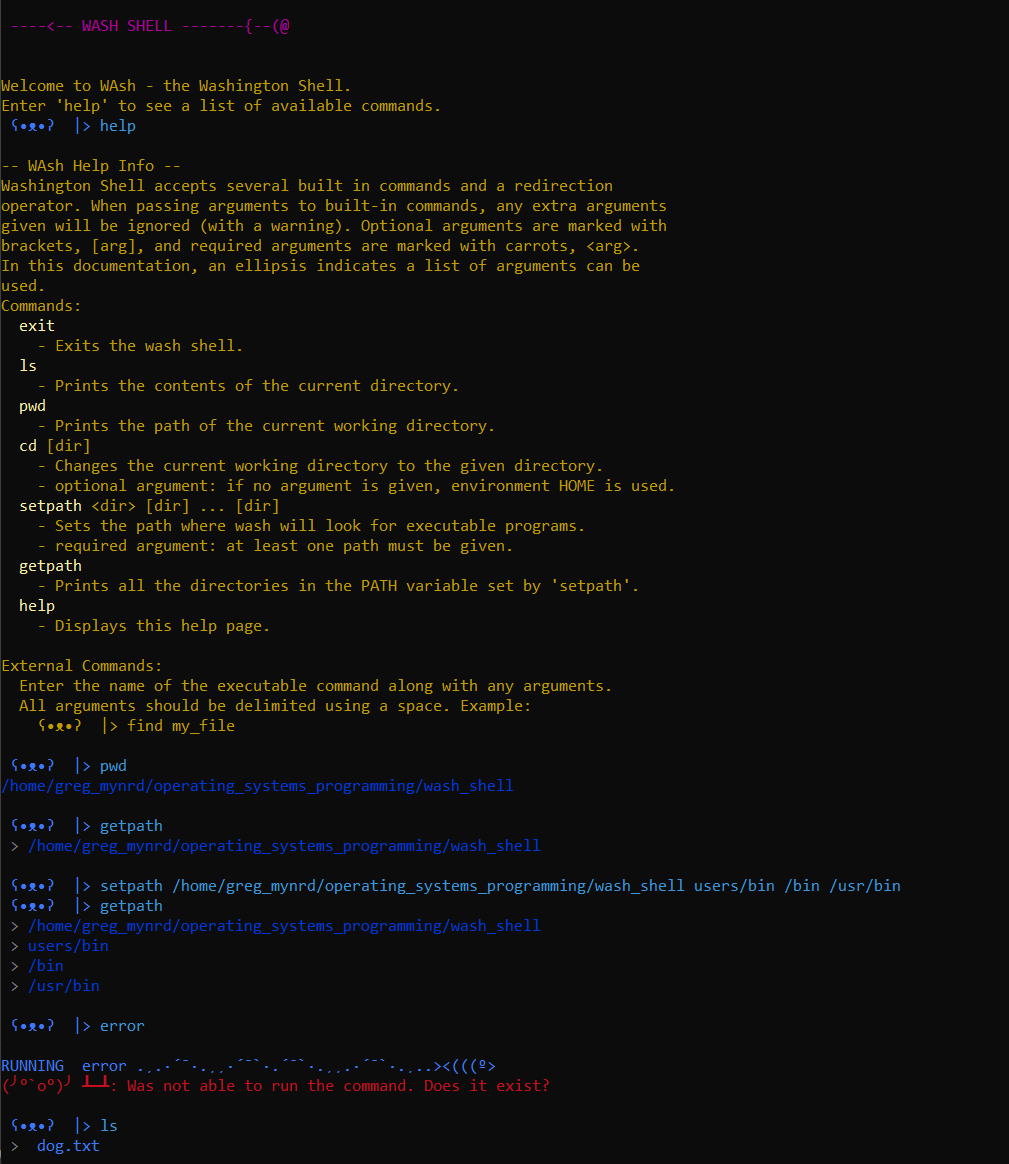 ----<-- WASH SHELL -------{--(@
Welcome to WAsh - the Washington Shell.
Enter 'help' to see a list of available commands.
ʕ•ᴥ•ʔ |> help
-- WAsh Help Info --
Washington Shell accepts several built in commands and a redirection
operator. When passing arguments to built-in commands, any extra arguments
given will be ignored (with a warning). Optional arguments are marked with
brackets, [arg], and required arguments are marked with carrots, <arg>.
In this documentation, an ellipsis indicates a list of arguments can be
used.
Commands:
exit
- Exits the wash shell.
ls
- Prints the contents of the current directory.
pwd
- Prints the path of the current working directory.
cd [dir]
- Changes the current working directory to the given directory.
- optional argument: if no argument is given, environment HOME is used.
setpath <dir> [dir] ... [dir]
- Sets the path where wash will look for executable programs.
- required argument: at least one path must be given.
getpath
- Prints all the directories in the PATH variable set by 'setpath'.
help
- Displays this help page.
External Commands:
Enter the name of the executable command along with any arguments.
All arguments should be delimited using a space. Example:
ʕ•ᴥ•ʔ |> find my_file
ʕ•ᴥ•ʔ |> pwd
/home/greg_mynrd/operating_systems_programming/wash_shell
ʕ•ᴥ•ʔ |> getpath
> /home/greg_mynrd/operating_systems_programming/wash_shell
ʕ•ᴥ•ʔ |> setpath /home/greg_mynrd/operating_systems_programming/wash_shell users/bin /bin /usr/bin
ʕ•ᴥ•ʔ |> getpath
> /home/greg_mynrd/operating_systems_programming/wash_shell
> users/bin
> /bin
> /usr/bin
ʕ•ᴥ•ʔ |> error
RUNNING  error .¸.·´¯·.¸¸.·´¯`·.´¯`·.¸¸.·´¯`·.¸..><(((º>
(╯°`o°)╯ ┻━┻: Was not able to run the command. Does it exist?
ʕ•ᴥ•ʔ |> ls
> dog.txt